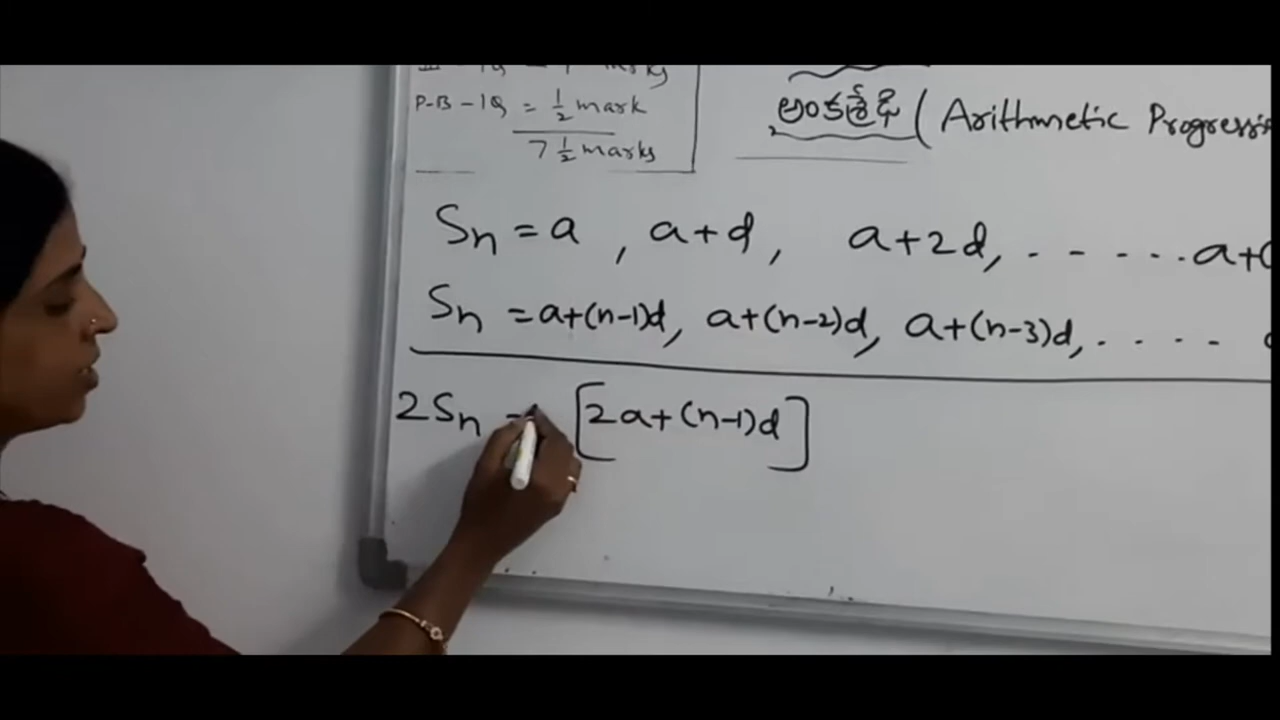 P-B - 1Q = 1/2 mark
7 1/2 marks
అంకశ్రేఢి (Arithmetic Progressi
Sn = a , a+d , a+2d, . - - ... a+(
Sn = a+(n-1)d, a+(n-2)d, a+(n-3)d, . . . .
2Sn = [2a+(n-1)d]